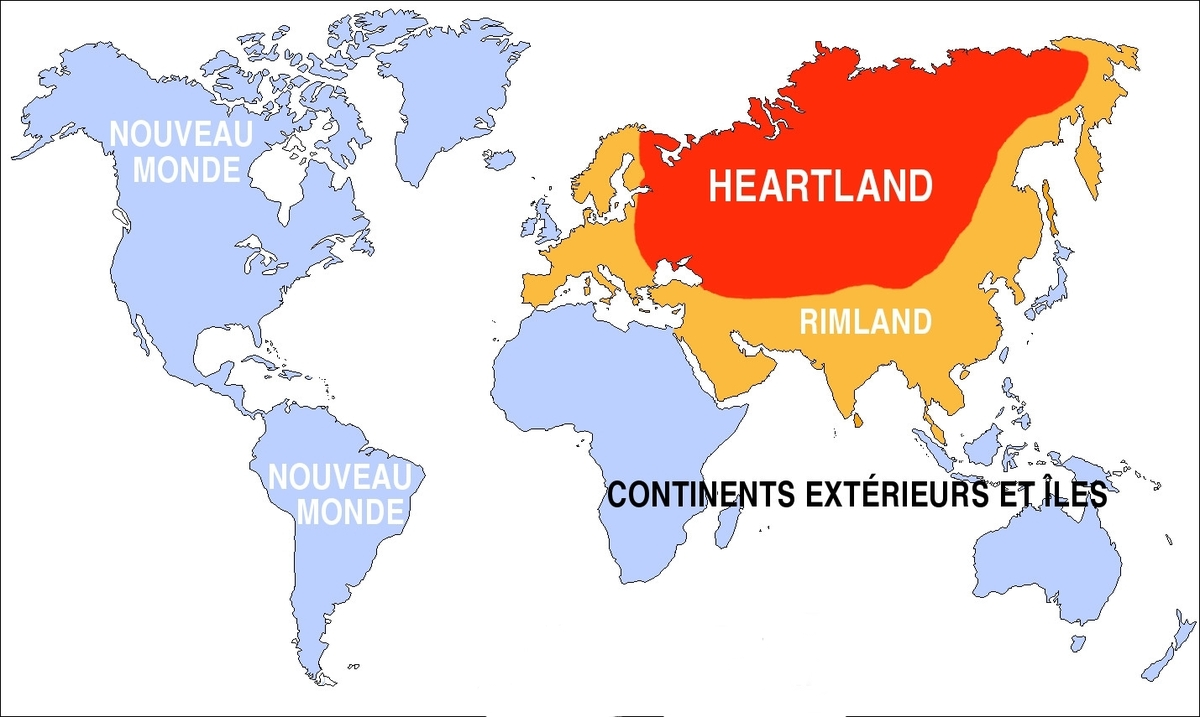 NOUVEAU
MONDE
HEARTLAND
RIMLAND
NOUVEAU
MONDE
CONTINENTS EXTÉRIEURS ET ÎLES